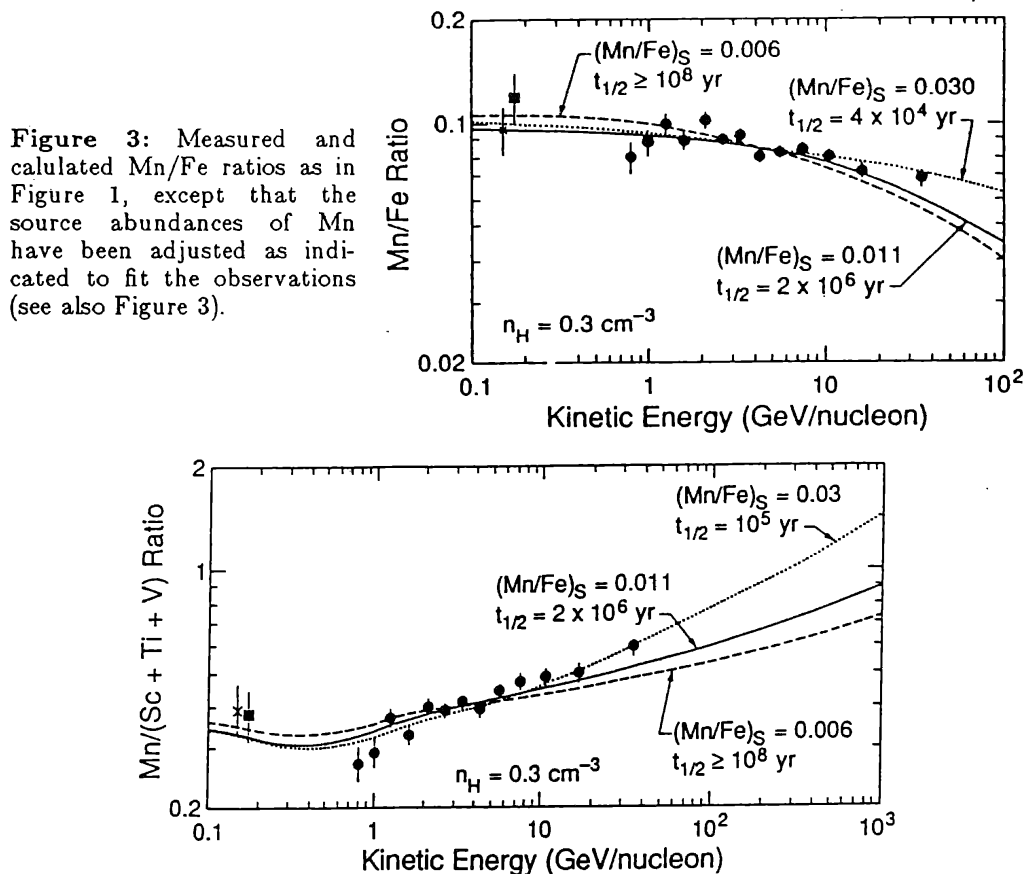 Figure 3: Measured and
calulated Mn/Fe ratios as in
Figure 1, except that the
source abundances of Mn
have been adjusted as indi-
cated to fit the observations
(see also Figure 3).
0.2
0.1
0.02
Mn/Fe Ratio
(Mn/Fe)S = 0.006
t1/2 ≥ 10^8 yr
(Mn/Fe)S = 0.030
t1/2 = 4 x 10^4 yr
(Mn/Fe)S = 0.011
t1/2 = 2 x 10^6 yr
nH = 0.3 cm^-3
0.1 1 10 10^2
Kinetic Energy (GeV/nucleon)
2
1
0.2
Mn/(Sc + Ti + V) Ratio
(Mn/Fe)S = 0.03
t1/2 = 10^5 yr
(Mn/Fe)S = 0.011
t1/2 = 2 x 10^6 yr
(Mn/Fe)S = 0.006
t1/2 ≥ 10^8 yr
nH = 0.3 cm^-3
0.1 1 10 10^2 10^3
Kinetic Energy (GeV/nucleon)